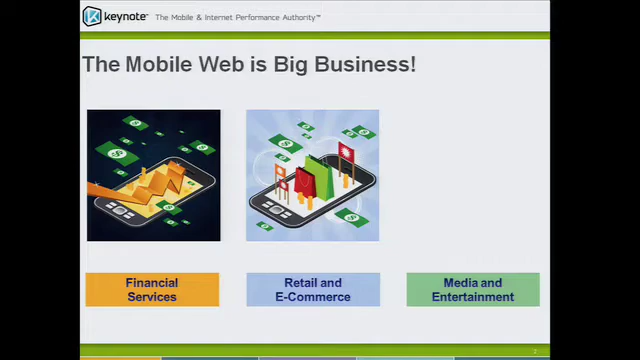 keynote™ The Mobile & Internet Performance Authority™
The Mobile Web is Big Business!
Financial
Services
Retail and
E-Commerce
Media and
Entertainment